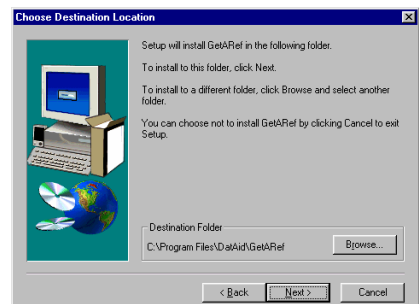 Choose Destination Location
Setup will install GetARef in the following folder.
To install to this folder, click Next.
To install to a different folder, click Browse and select another
folder.
You can choose not to install GetARef by clicking Cancel to exit
Setup.
Destination Folder
C:\Program Files\DatAid\GetARef
Browse...
< Back
Next >
Cancel